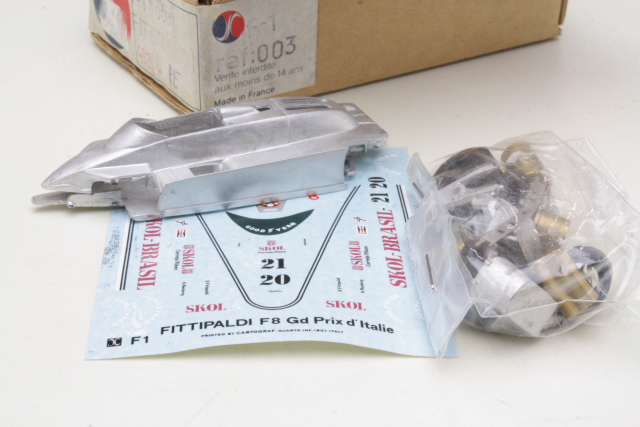 F-1
ref:003
Vente interdite
aux moins de 14 ans
Made in France
GOOD YEAR
SKOL
21
20
SKOL-BRASIL
SKOL-BRASIL
21 20
SKOL
SKOL
F1 FITTIPALDI F8 Gd Prix d'Italie
PRINTED BY CARTOGRAF